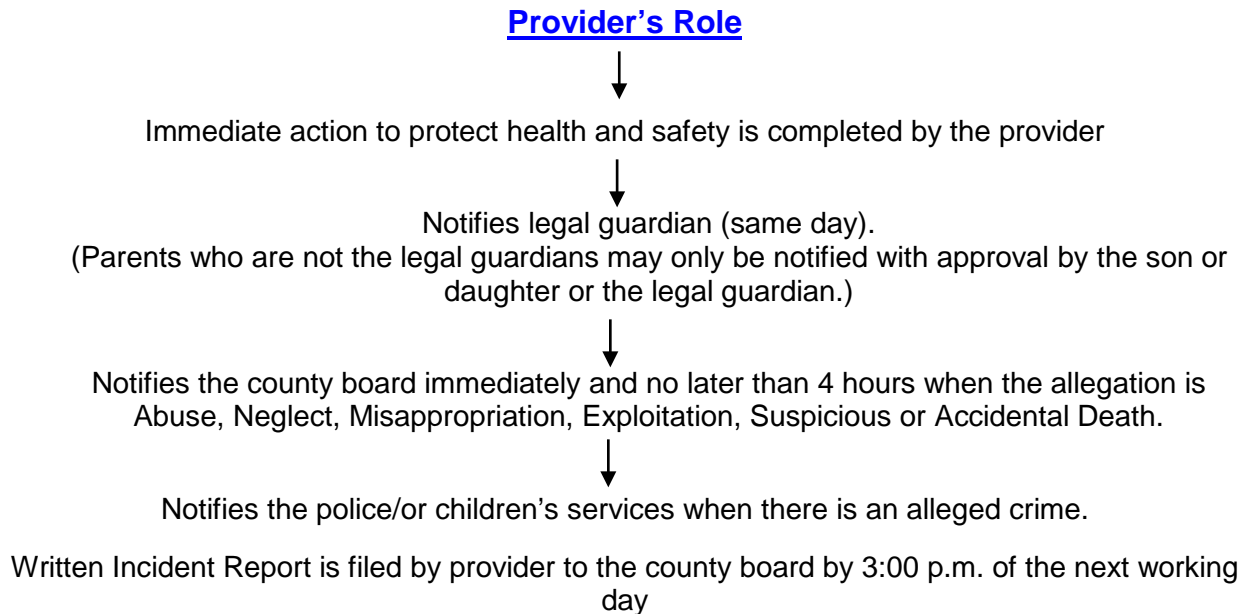 Provider’s Role
Immediate action to protect health and safety is completed by the provider
Notifies legal guardian (same day).
(Parents who are not the legal guardians may only be notified with approval by the son or
daughter or the legal guardian.)
Notifies the county board immediately and no later than 4 hours when the allegation is
Abuse, Neglect, Misappropriation, Exploitation, Suspicious or Accidental Death.
Notifies the police/or children’s services when there is an alleged crime.
Written Incident Report is filed by provider to the county board by 3:00 p.m. of the next working
day